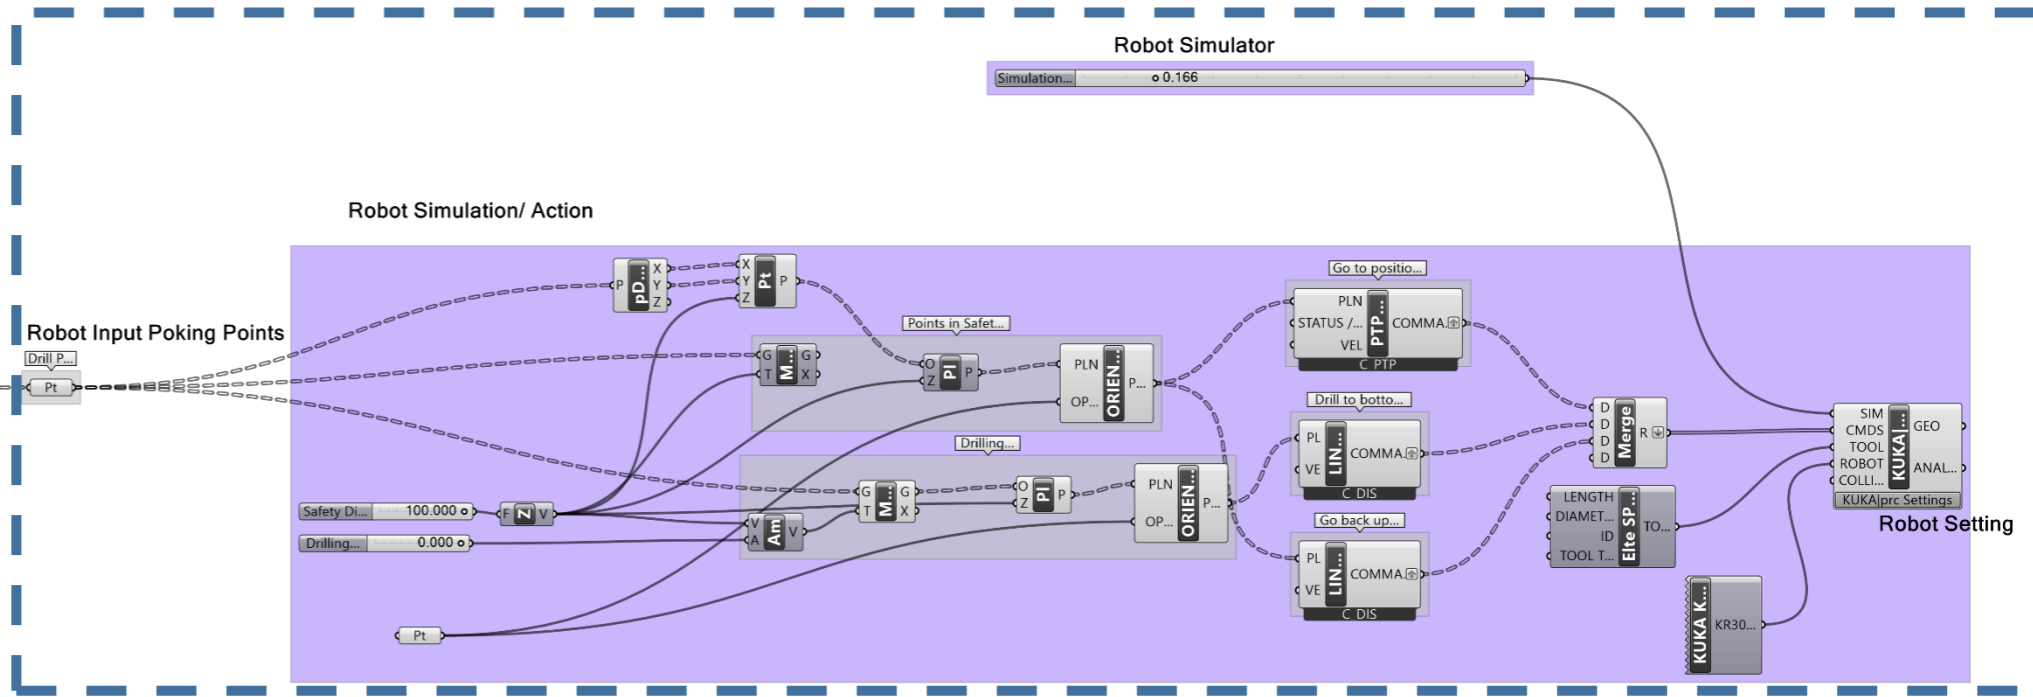 Robot Simulator
Simulation...
0.166
Robot Simulation/ Action
Robot Input Poking Points
Drill P...
Pt
P
pD...
X
Y
Z
X
Y
Z
Pt
P
Points in Safet...
G
T
M...
G
X
O
Z
Pl
P
PLN
OP...
ORIEN...
P...
Drilling...
G
T
M...
G
X
V
A
Am
V
O
Z
Pl
P
PLN
OP...
ORIEN...
P...
Safety Di...
100.000
F
Z
V
Drilling...
0.000
Pt
Go to positio...
PLN
STATUS /...
VEL
PTP...
COMMA.
C_PTP
Drill to botto...
PL
VE
LIN...
COMMA.
C_DIS
Go back up...
PL
VE
LIN...
COMMA.
C_DIS
D
D
D
D
Merge
R
SIM
CMDS
TOOL
ROBOT
COLLI...
KUKA|...
GEO
ANAL...
KUKA|prc Settings
Robot Setting
LENGTH
DIAMET...
ID
TOOL T...
Elte SP...
TO...
KUKA K...
KR30...